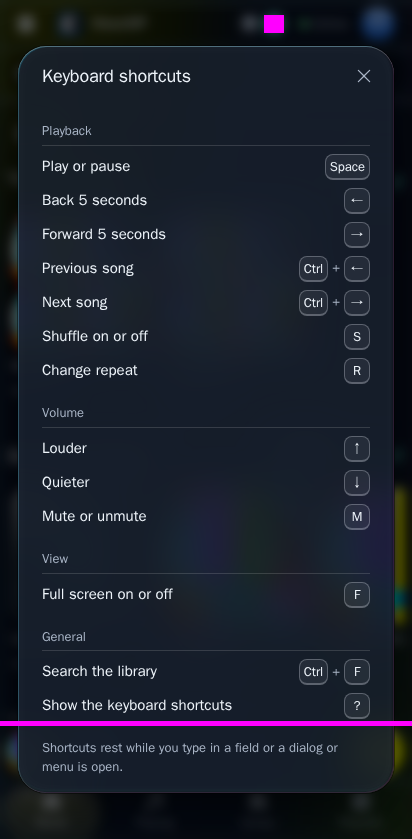 Keyboard shortcuts
Playback
Play or pause Space
Back 5 seconds ←
Forward 5 seconds →
Previous song Ctrl + ←
Next song Ctrl + →
Shuffle on or off S
Change repeat R
Volume
Louder ↑
Quieter ↓
Mute or unmute M
View
Full screen on or off F
General
Search the library Ctrl + F
Show the keyboard shortcuts ?
Shortcuts rest while you type in a field or a dialog or
menu is open.